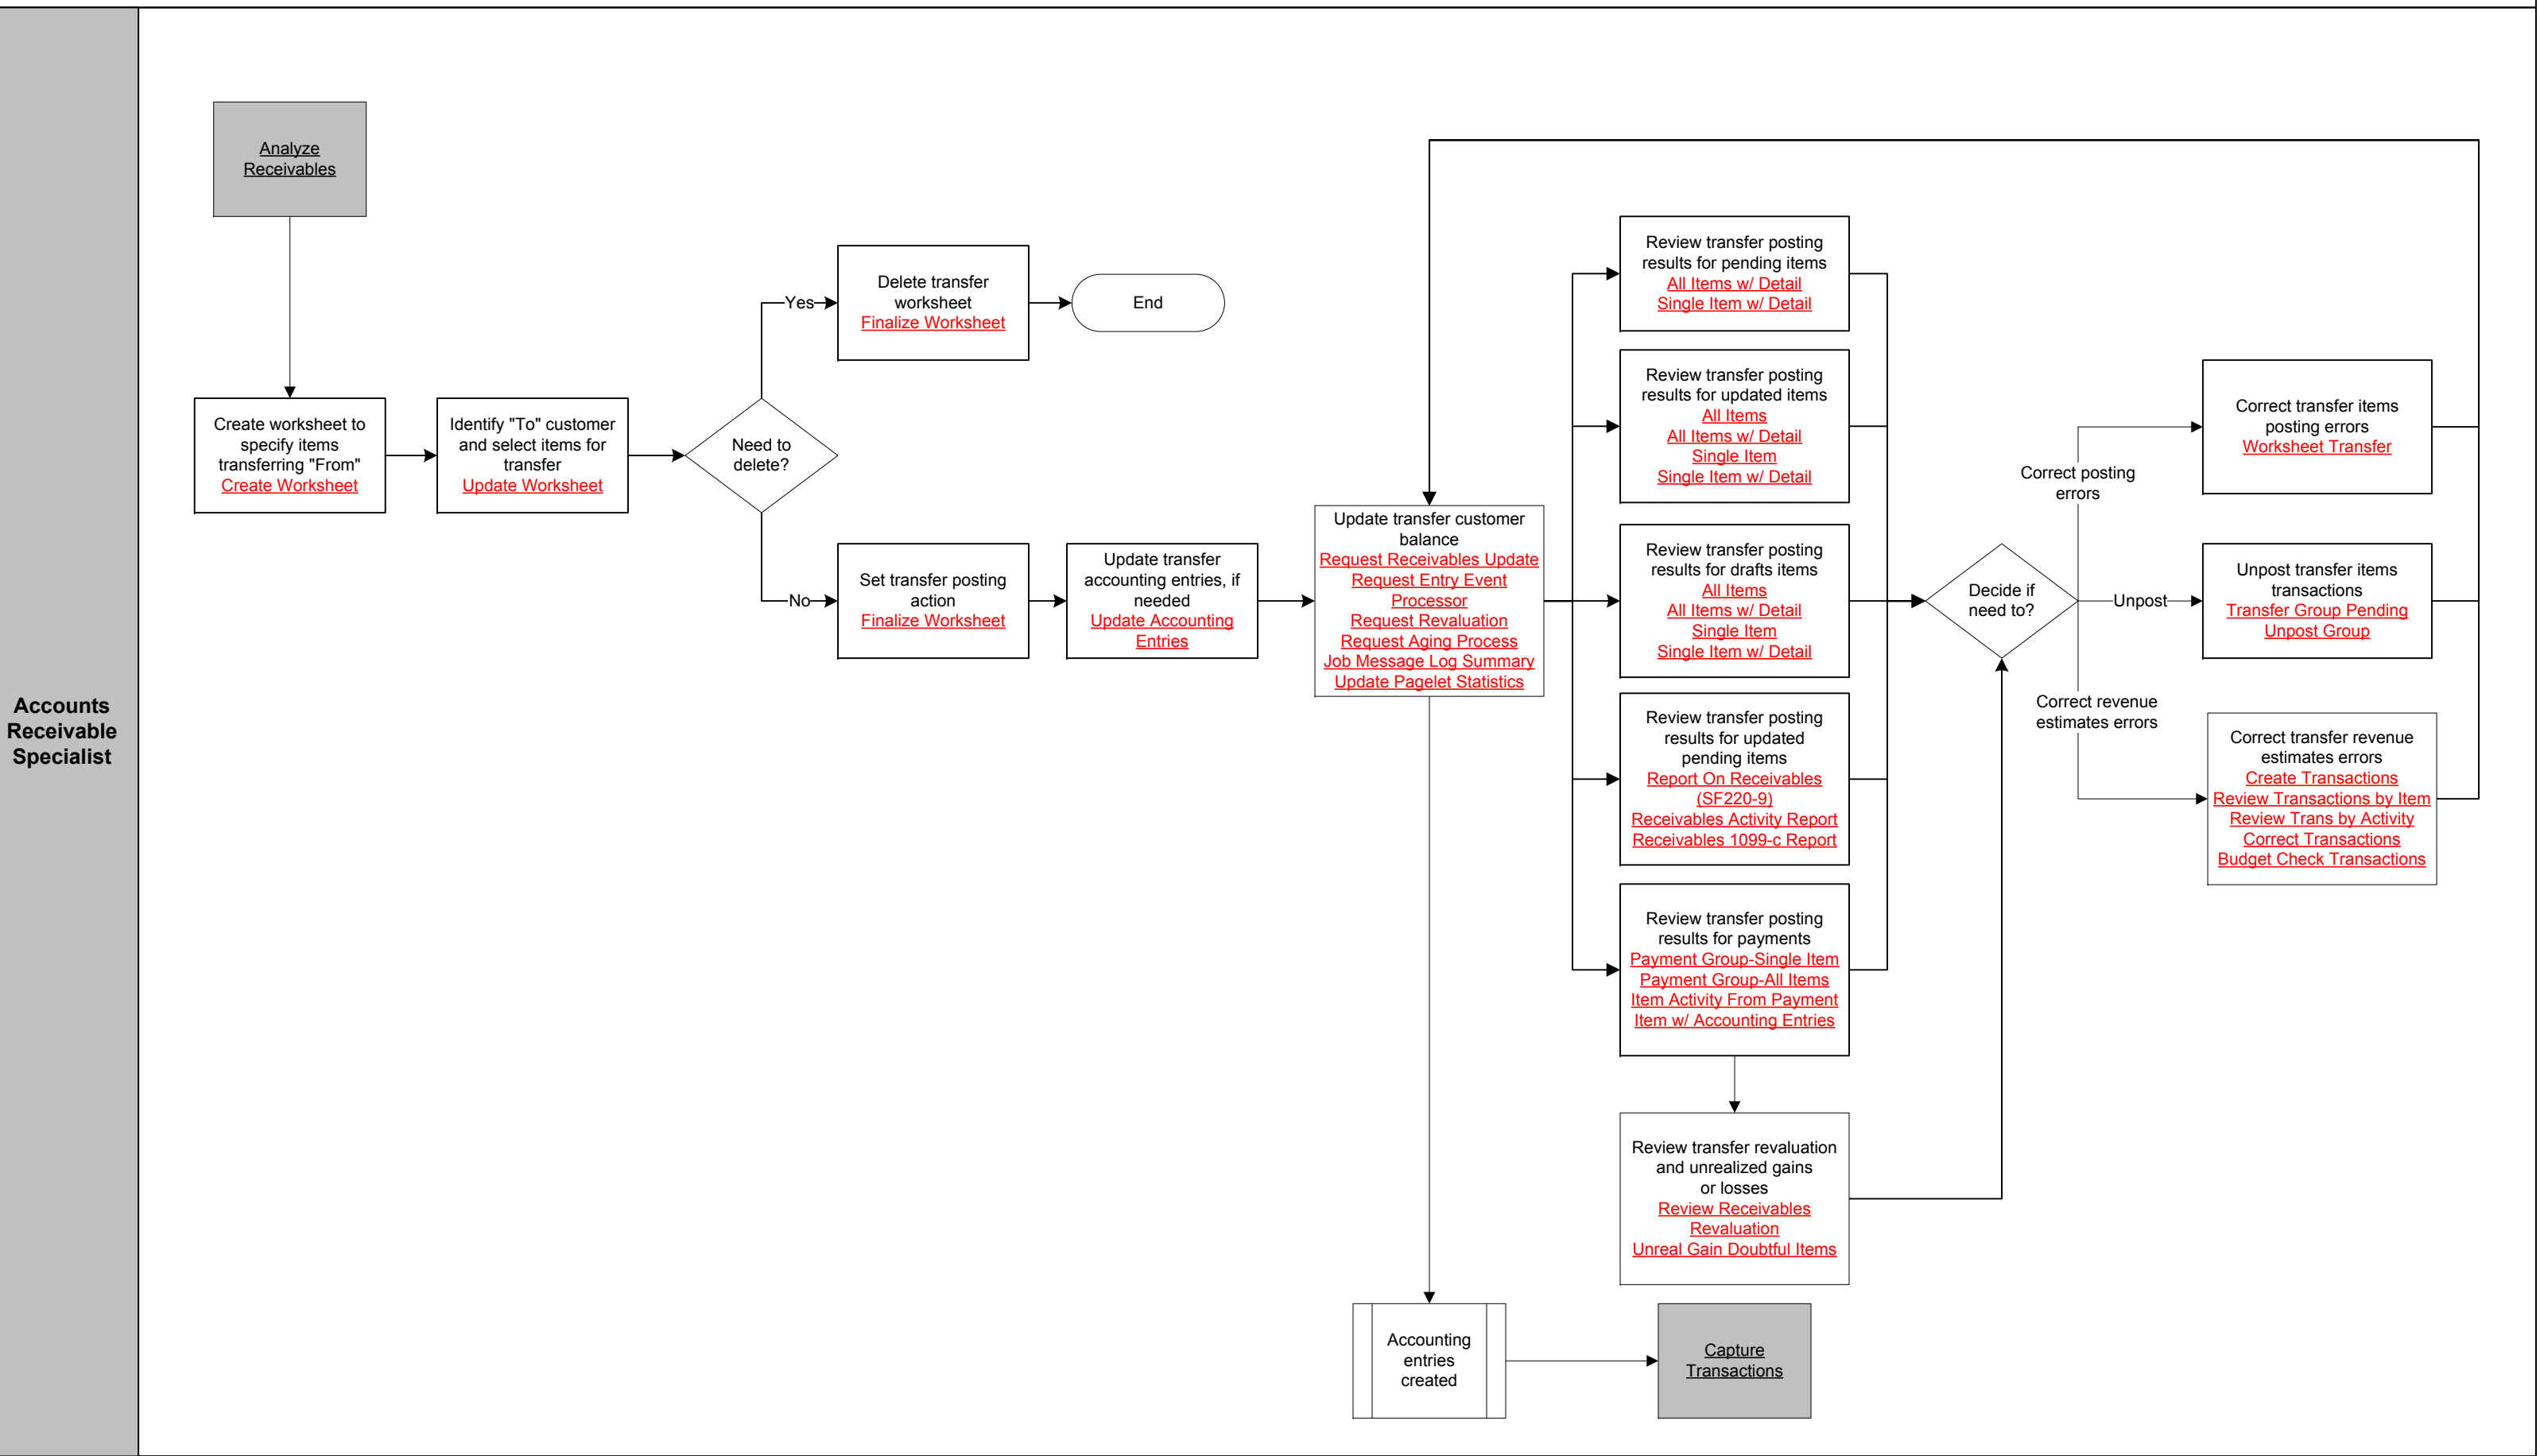 Accounts
Receivable
Specialist
Analyze
Receivables
Create worksheet to
specify items
transferring "From"
Create Worksheet
Identify "To" customer
and select items for
transfer
Update Worksheet
Need to
delete?
Yes
Delete transfer
worksheet
Finalize Worksheet
End
No
Set transfer posting
action
Finalize Worksheet
Update transfer
accounting entries, if
needed
Update Accounting
Entries
Update transfer customer
balance
Request Receivables Update
Request Entry Event
Processor
Request Revaluation
Request Aging Process
Job Message Log Summary
Update Pagelet Statistics
Review transfer posting
results for pending items
All Items w/ Detail
Single Item w/ Detail
Review transfer posting
results for updated items
All Items
All Items w/ Detail
Single Item
Single Item w/ Detail
Review transfer posting
results for drafts items
All Items
All Items w/ Detail
Single Item
Single Item w/ Detail
Review transfer posting
results for updated
pending items
Report On Receivables
(SF220-9)
Receivables Activity Report
Receivables 1099-c Report
Review transfer posting
results for payments
Payment Group-Single Item
Payment Group-All Items
Item Activity From Payment
Item w/ Accounting Entries
Review transfer revaluation
and unrealized gains
or losses
Review Receivables
Revaluation
Unreal Gain Doubtful Items
Decide if
need to?
Correct posting
errors
Correct transfer items
posting errors
Worksheet Transfer
Unpost
Unpost transfer items
transactions
Transfer Group Pending
Unpost Group
Correct revenue
estimates errors
Correct transfer revenue
estimates errors
Create Transactions
Review Transactions by Item
Review Trans by Activity
Correct Transactions
Budget Check Transactions
Accounting
entries
created
Capture
Transactions